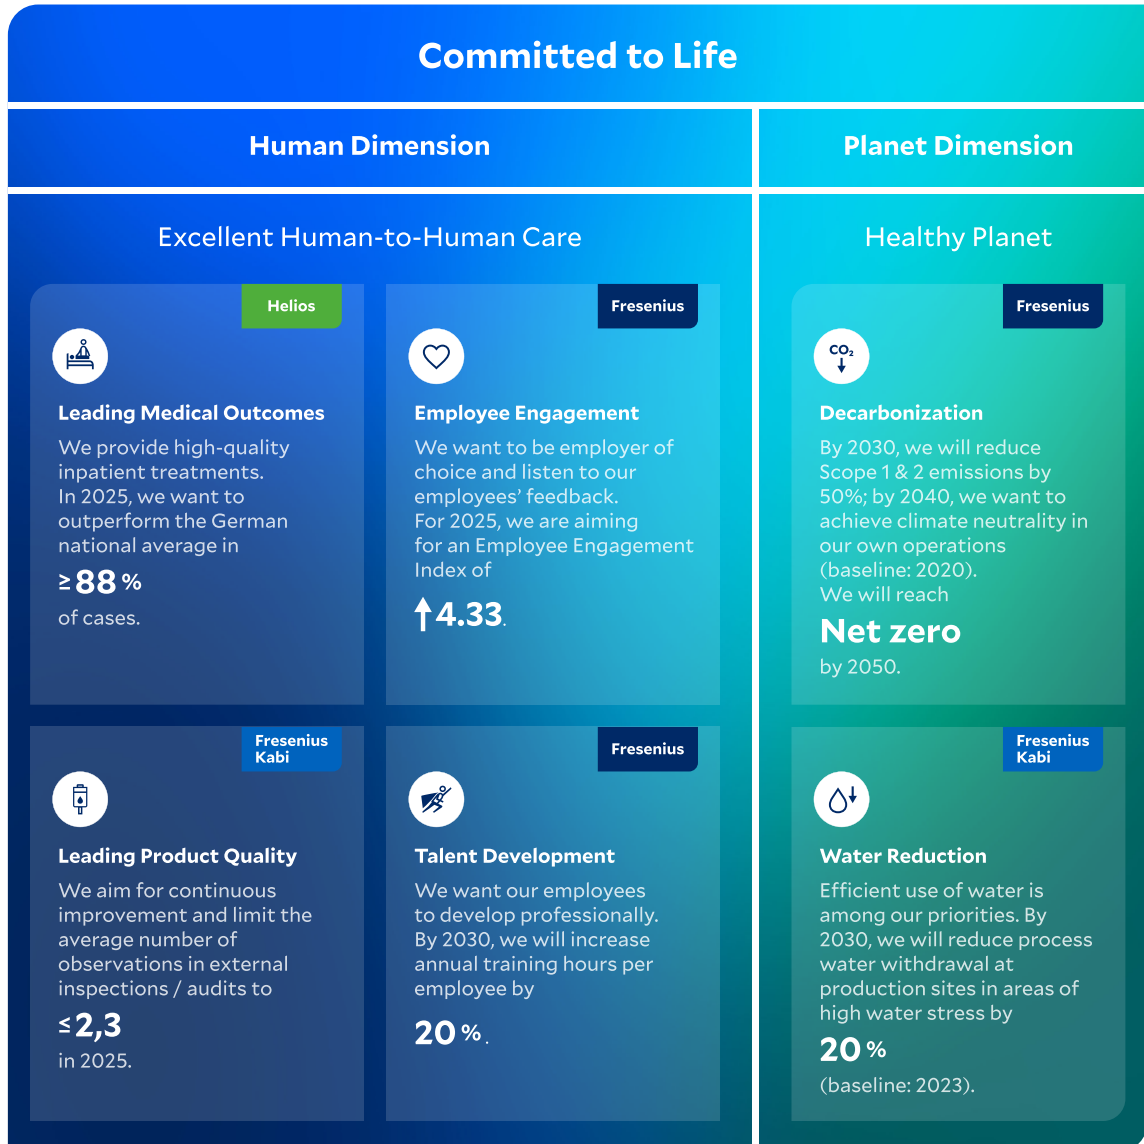 Committed to Life
Human Dimension
Planet Dimension
Excellent Human-to-Human Care
Healthy Planet
Helios
Leading Medical Outcomes
We provide high-quality
inpatient treatments.
In 2025, we want to
outperform the German
national average in
≥ 88 %
of cases.
Fresenius
Employee Engagement
We want to be employer of
choice and listen to our
employees’ feedback.
For 2025, we are aiming
for an Employee Engagement
Index of
4.33.
Fresenius
CO₂
Decarbonization
By 2030, we will reduce
Scope 1 & 2 emissions by
50%; by 2040, we want to
achieve climate neutrality in
our own operations
(baseline: 2020).
We will reach
Net zero
by 2050.
Fresenius
Kabi
Leading Product Quality
We aim for continuous
improvement and limit the
average number of
observations in external
inspections / audits to
≤ 2,3
in 2025.
Fresenius
Talent Development
We want our employees
to develop professionally.
By 2030, we will increase
annual training hours per
employee by
20 % .
Fresenius
Kabi
Water Reduction
Efficient use of water is
among our priorities. By
2030, we will reduce process
water withdrawal at
production sites in areas of
high water stress by
20 %
(baseline: 2023).